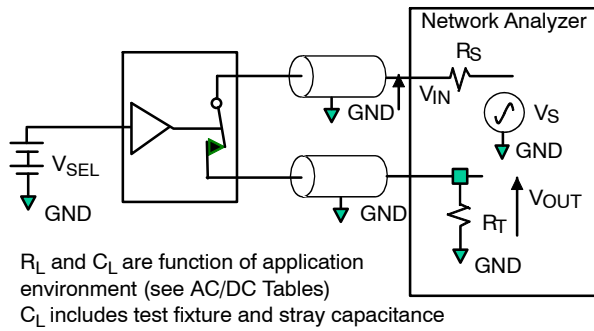 Network Analyzer
RS
GND
VIN
VS
VSEL
GND
GND
VOUT
GND
RT
GND
RL and CL are function of application
environment (see AC/DC Tables)
CL includes test fixture and stray capacitance